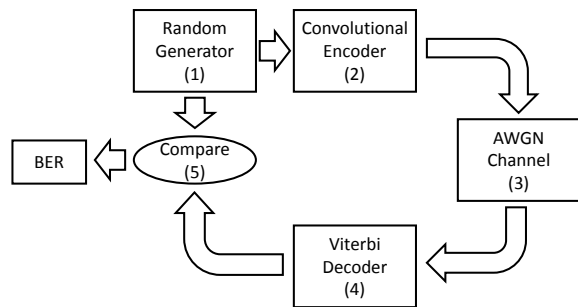 Random
Generator
(1)
Convolutional
Encoder
(2)
AWGN
Channel
(3)
Viterbi
Decoder
(4)
Compare
(5)
BER